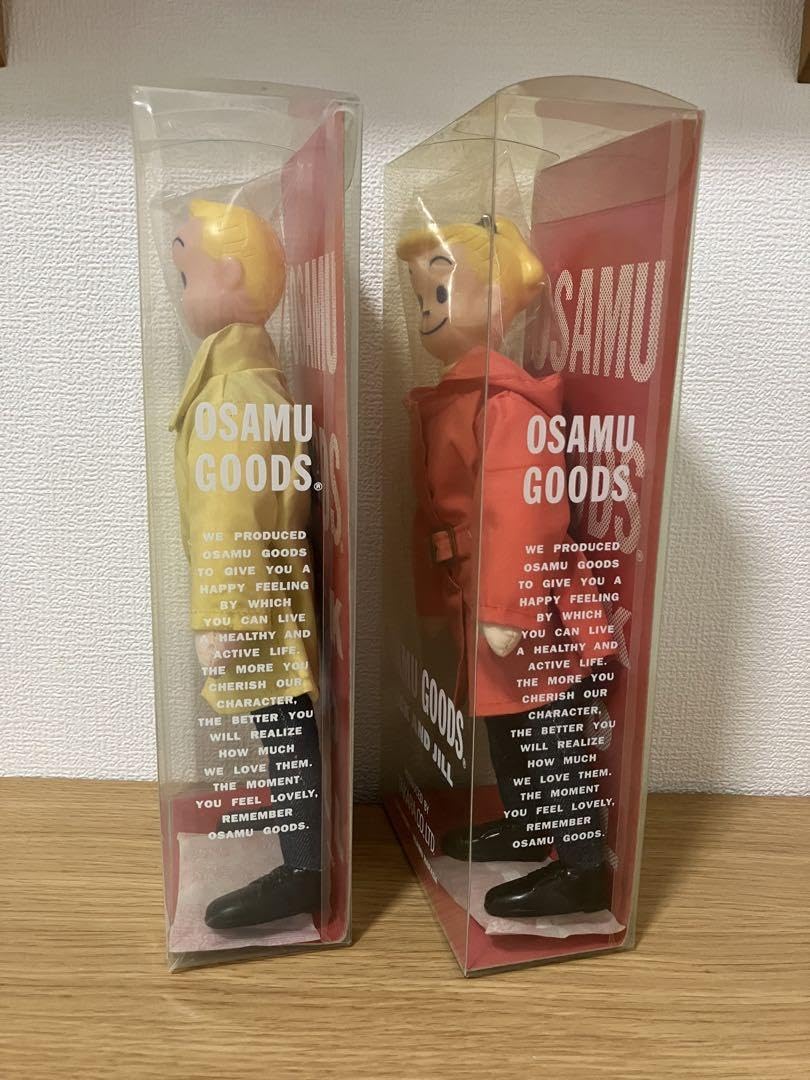 OSAMU
GOODS®
WE PRODUCED
OSAMU GOODS
TO GIVE YOU A
HAPPY FEELING
BY WHICH
YOU CAN LIVE
A HEALTHY AND
ACTIVE LIFE.
THE MORE YOU
CHERISH OUR
CHARACTER,
THE BETTER YOU
WILL REALIZE
HOW MUCH
WE LOVE THEM.
THE MOMENT
YOU FEEL LOVELY,
REMEMBER
OSAMU GOODS.
OSAMU
GOODS
WE PRODUCED
OSAMU GOODS
TO GIVE YOU A
HAPPY FEELING
BY WHICH
YOU CAN LIVE
A HEALTHY AND
ACTIVE LIFE.
THE MORE YOU
CHERISH OUR
CHARACTER,
THE BETTER YOU
WILL REALIZE
HOW MUCH
WE LOVE THEM.
THE MOMENT
YOU FEEL LOVELY,
REMEMBER
OSAMU GOODS.
OSAMU
GOODS.
AND JILL
CO.,LTD